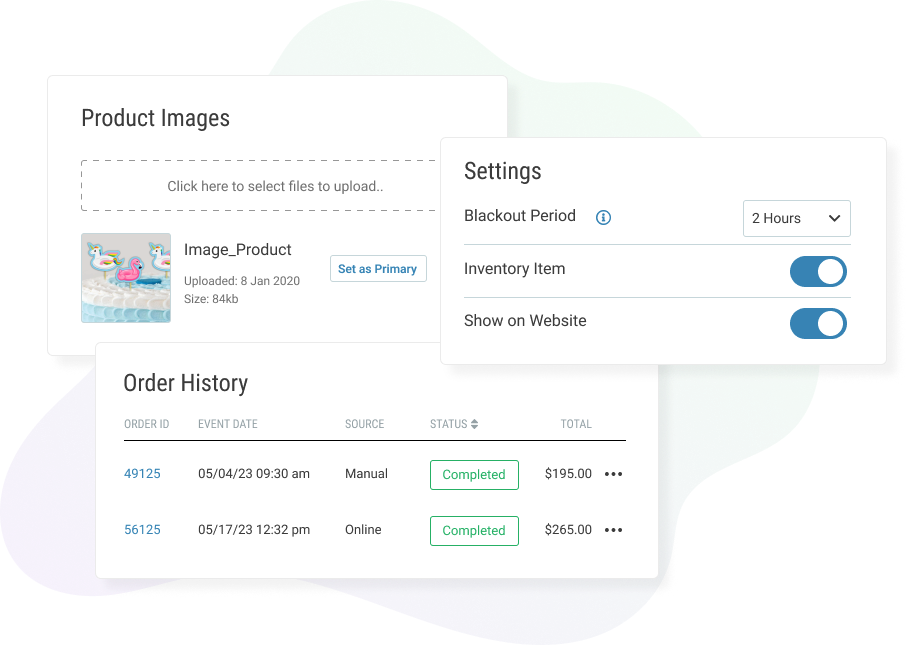 Product Images
Click here to select files to upload..
Image_Product
Uploaded: 8 Jan 2020
Size: 84kb
Set as Primary
Settings
Blackout Period
2 Hours
Inventory Item
Show on Website
Order History
ORDER ID EVENT DATE SOURCE STATUS TOTAL
49125 05/04/23 09:30 am Manual Completed $195.00
56125 05/17/23 12:32 pm Online Completed $265.00